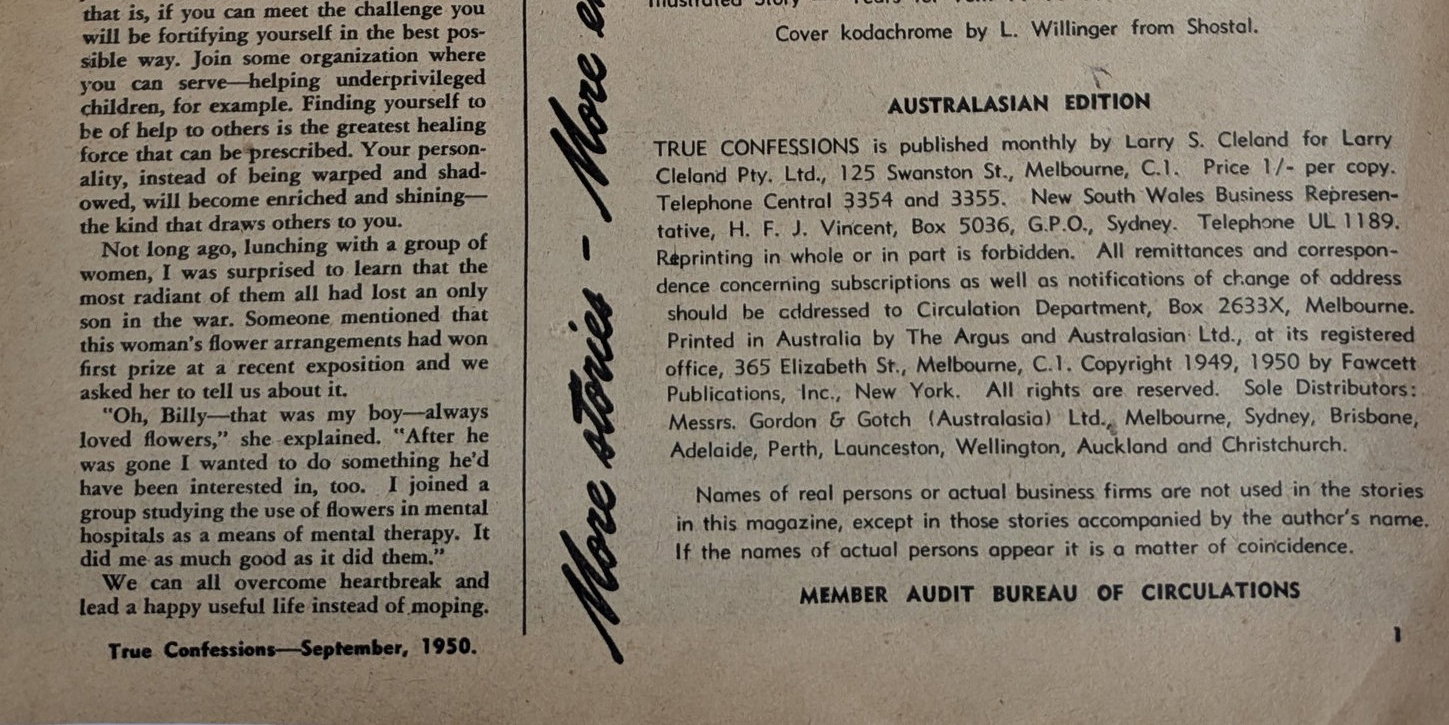 that is, if you can meet the challenge you
will be fortifying yourself in the best pos-
sible way. Join some organization where
you can serve—helping underprivileged
children, for example. Finding yourself to
be of help to others is the greatest healing
force that can be prescribed. Your person-
ality, instead of being warped and shad-
owed, will become enriched and shining—
the kind that draws others to you.
Not long ago, lunching with a group of
women, I was surprised to learn that the
most radiant of them all had lost an only
son in the war. Someone mentioned that
this woman's flower arrangements had won
first prize at a recent exposition and we
asked her to tell us about it.
"Oh, Billy—that was my boy—always
loved flowers," she explained. "After he
was gone I wanted to do something he'd
have been interested in, too. I joined a
group studying the use of flowers in mental
hospitals as a means of mental therapy. It
did me as much good as it did them."
We can all overcome heartbreak and
lead a happy useful life instead of moping.
True Confessions—September, 1950.
More stories - More
Illustrated Story
Cover kodachrome by L. Willinger from Shostal.
AUSTRALASIAN EDITION
TRUE CONFESSIONS is published monthly by Larry S. Cleland for Larry
Cleland Pty. Ltd., 125 Swanston St., Melbourne, C.1. Price 1/- per copy.
Telephone Central 3354 and 3355. New South Wales Business Represen-
tative, H. F. J. Vincent, Box 5036, G.P.O., Sydney. Telephone UL 1189.
Reprinting in whole or in part is forbidden. All remittances and correspon-
dence concerning subscriptions as well as notifications of change of address
should be addressed to Circulation Department, Box 2633X, Melbourne.
Printed in Australia by The Argus and Australasian Ltd., at its registered
office, 365 Elizabeth St., Melbourne, C.1. Copyright 1949, 1950 by Fawcett
Publications, Inc., New York. All rights are reserved. Sole Distributors:
Messrs. Gordon & Gotch (Australasia) Ltd., Melbourne, Sydney, Brisbane,
Adelaide, Perth, Launceston, Wellington, Auckland and Christchurch.
Names of real persons or actual business firms are not used in the stories
in this magazine, except in those stories accompanied by the author's name.
If the names of actual persons appear it is a matter of coincidence.
MEMBER AUDIT BUREAU OF CIRCULATIONS
1